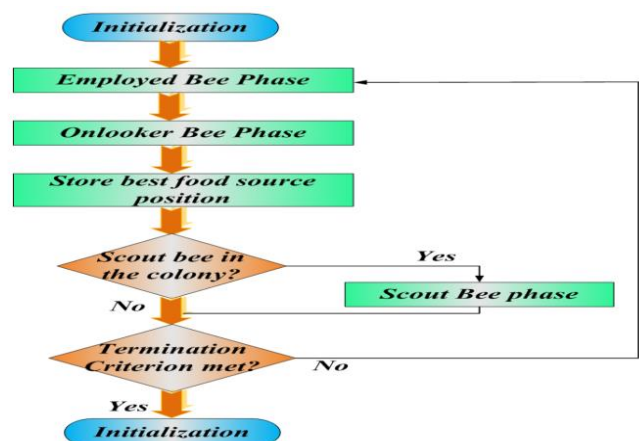 Initialization
Employed Bee Phase
Onlooker Bee Phase
Store best food source
position
Scout bee in
the colony?
Yes
Scout Bee phase
No
Termination
Criterion met?
No
Yes
Initialization